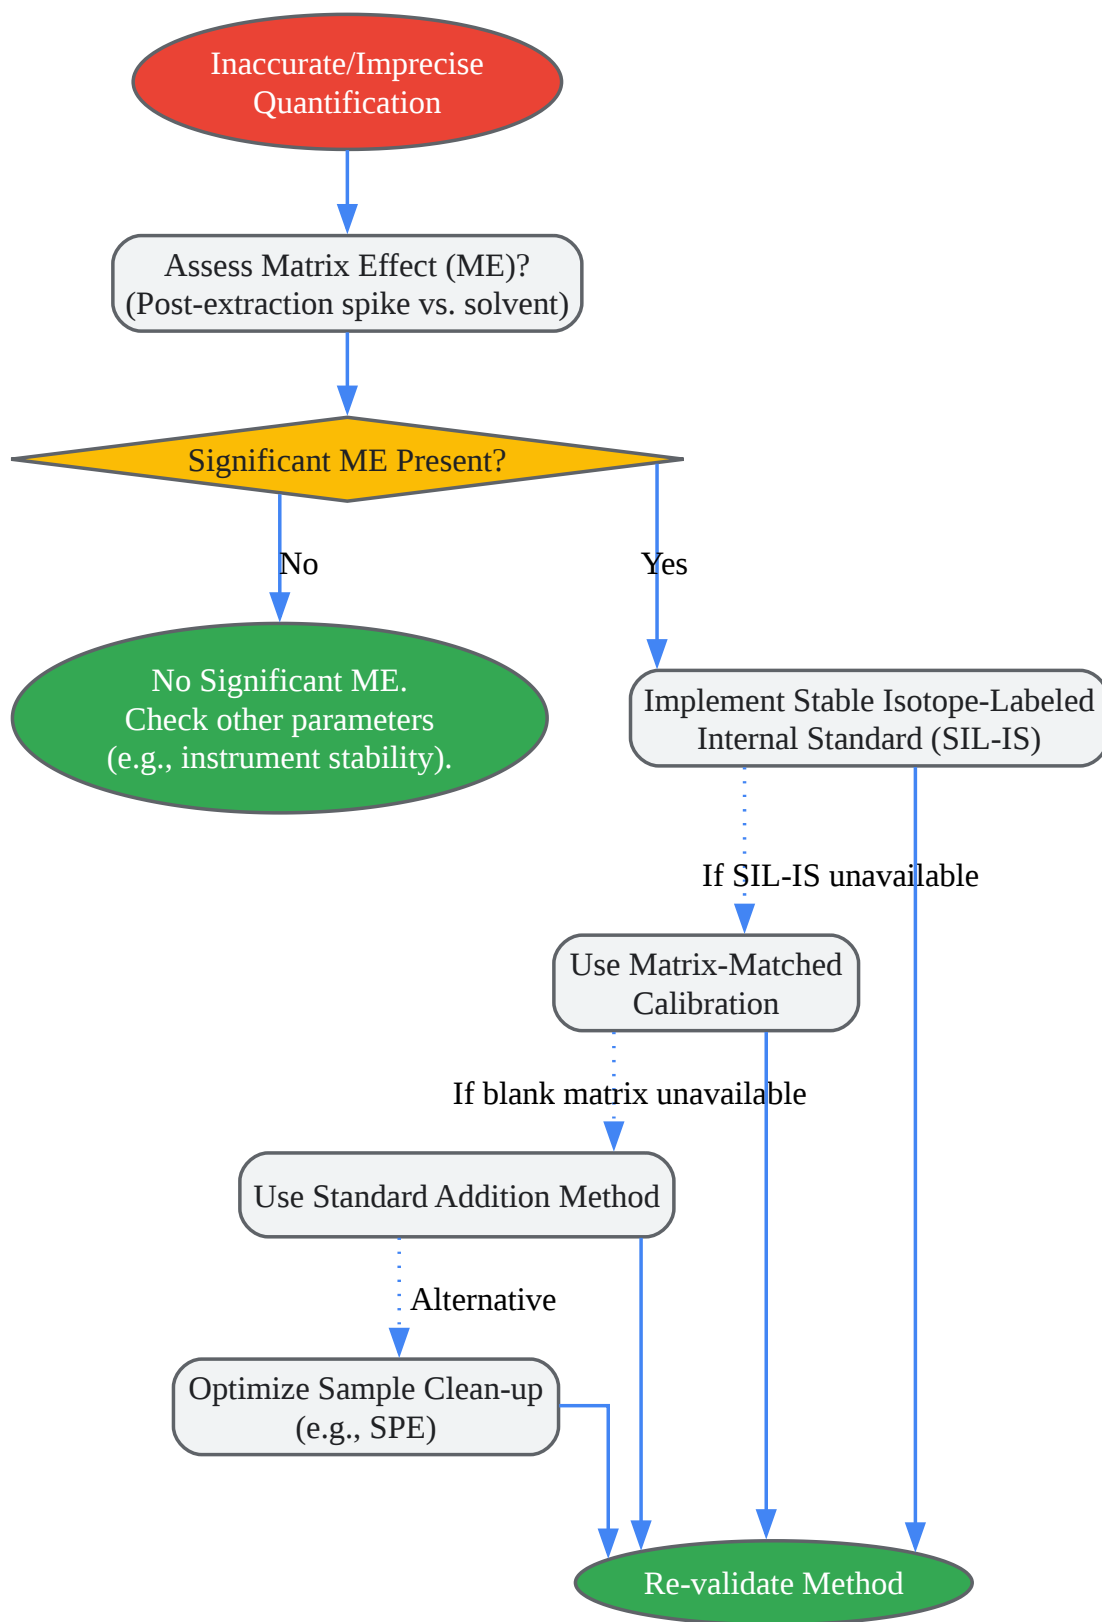 Inaccurate/Imprecise
Quantification
Assess Matrix Effect (ME)?
(Post-extraction spike vs. solvent)
Significant ME Present?
No
Yes
No Significant ME.
Check other parameters
(e.g., instrument stability).
Implement Stable Isotope-Labeled
Internal Standard (SIL-IS)
If SIL-IS unavailable
Use Matrix-Matched
Calibration
If blank matrix unavailable
Use Standard Addition Method
Alternative
Optimize Sample Clean-up
(e.g., SPE)
Re-validate Method